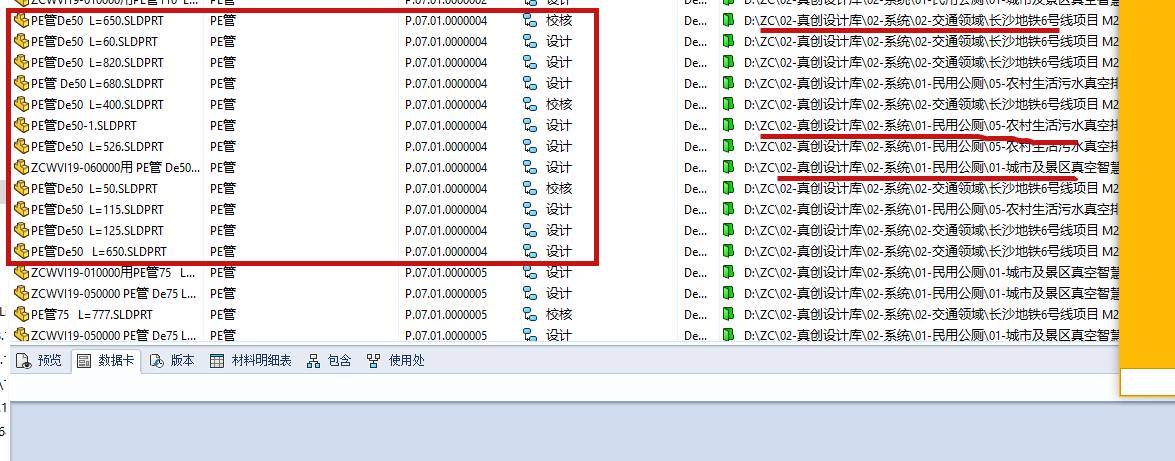 ZCWVI19-010000用PE管110 L... PE管 P.07.01.0000002 设计 De... D:\ZC\02-真创设计库\02-系统\01-民用公厕\01-城市及景区真空智慧
PE管De50 L=650.SLDPRT PE管 P.07.01.0000004 校核 De... D:\ZC\02-真创设计库\02-系统\02-交通领域\长沙地铁6号线项目 M2
PE管De50 L=60.SLDPRT PE管 P.07.01.0000004 设计 De... D:\ZC\02-真创设计库\02-系统\02-交通领域\长沙地铁6号线项目 M2
PE管De50 L=820.SLDPRT PE管 P.07.01.0000004 设计 De... D:\ZC\02-真创设计库\02-系统\02-交通领域\长沙地铁6号线项目 M2
PE管 De50 L=680.SLDPRT PE管 P.07.01.0000004 设计 De... D:\ZC\02-真创设计库\02-系统\01-民用公厕\05-农村生活污水真空排
PE管De50 L=400.SLDPRT PE管 P.07.01.0000004 校核 De... D:\ZC\02-真创设计库\02-系统\02-交通领域\长沙地铁6号线项目 M2
PE管De50-1.SLDPRT PE管 P.07.01.0000004 设计 De... D:\ZC\02-真创设计库\02-系统\01-民用公厕\05-农村生活污水真空排
PE管De50 L=526.SLDPRT PE管 P.07.01.0000004 设计 De... D:\ZC\02-真创设计库\02-系统\01-民用公厕\05-农村生活污水真空排
ZCWVI19-060000用 PE管 De50... PE管 P.07.01.0000004 设计 De... D:\ZC\02-真创设计库\02-系统\01-民用公厕\01-城市及景区真空智慧
PE管De50 L=50.SLDPRT PE管 P.07.01.0000004 校核 De... D:\ZC\02-真创设计库\02-系统\02-交通领域\长沙地铁6号线项目 M2
PE管De50 L=115.SLDPRT PE管 P.07.01.0000004 设计 De... D:\ZC\02-真创设计库\02-系统\01-民用公厕\05-农村生活污水真空排
PE管De50 L=125.SLDPRT PE管 P.07.01.0000004 设计 De... D:\ZC\02-真创设计库\02-系统\02-交通领域\长沙地铁6号线项目 M2
PE管De50 L=650.SLDPRT PE管 P.07.01.0000004 设计 De... D:\ZC\02-真创设计库\02-系统\02-交通领域\长沙地铁6号线项目 M2
ZCWVI19-010000用PE管75 L... PE管 P.07.01.0000005 设计 De... D:\ZC\02-真创设计库\02-系统\01-民用公厕\01-城市及景区真空智慧
ZCWVI19-050000 PE管 De75 L... PE管 P.07.01.0000005 设计 De... D:\ZC\02-真创设计库\02-系统\01-民用公厕\01-城市及景区真空智慧
PE管75 L=777.SLDPRT PE管 P.07.01.0000005 校核 De... D:\ZC\02-真创设计库\02-系统\02-交通领域\长沙地铁6号线项目 M2
ZCWVI19-050000 PE管 De75 L... PE管 P.07.01.0000005 设计 De... D:\ZC\02-真创设计库\02-系统\01-民用公厕\01-城市及景区真空智慧
预览 数据卡 版本 材料明细表 包含 使用处